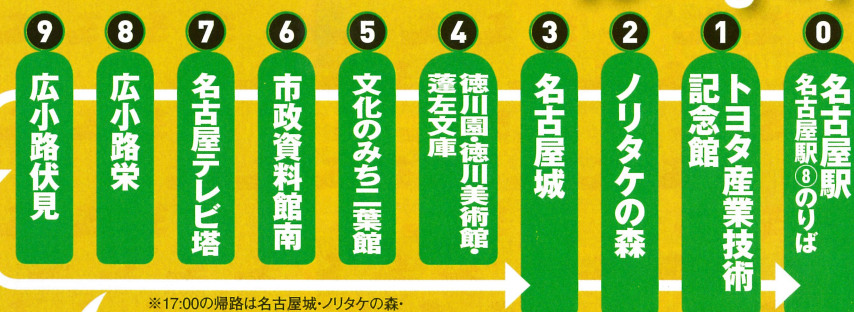 0
名古屋駅
名古屋駅⑧のりば
1
トヨタ産業技術
記念館
2
ノリタケの森
3
名古屋城
4
徳川園・徳川美術館・
蓬左文庫
5
文化のみち二葉館
6
市政資料館南
7
名古屋テレビ塔
8
広小路栄
9
広小路伏見
※17:00の帰路は名古屋城・ノリタケの森・